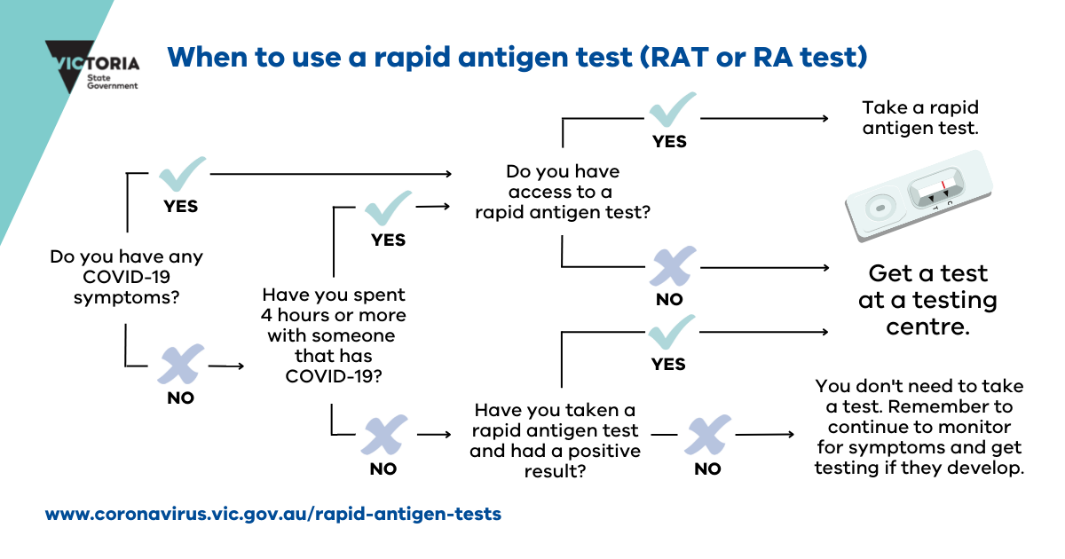 VICTORIA
State
Government
When to use a rapid antigen test (RAT or RA test)
Do you have any
COVID-19
symptoms?
YES
NO
Have you spent
4 hours or more
with someone
that has
COVID-19?
YES
NO
Do you have
access to a
rapid antigen test?
YES
NO
Have you taken a
rapid antigen test
and had a positive
result?
YES
NO
Take a rapid
antigen test.
C
T
Get a test
at a testing
centre.
You don't need to take
a test. Remember to
continue to monitor
for symptoms and get
testing if they develop.
www.coronavirus.vic.gov.au/rapid-antigen-tests